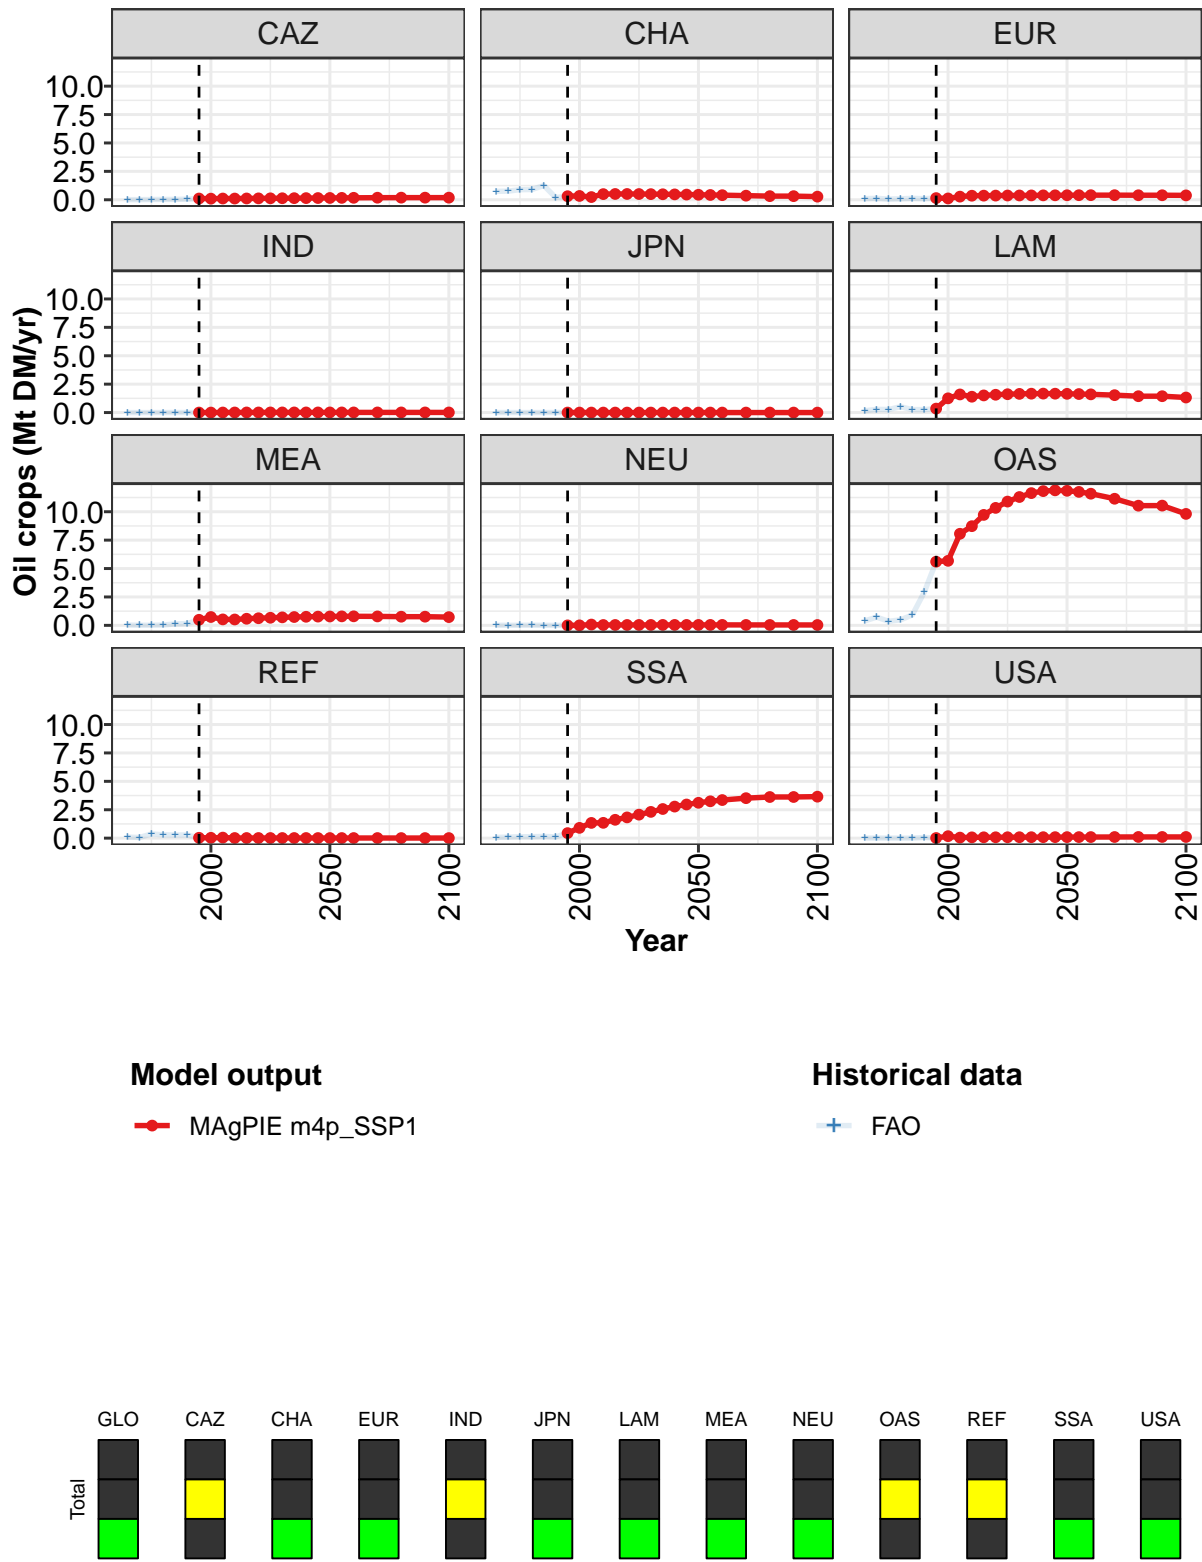 CAZ CHA EUR
10.0
7.5
5.0
2.5
0.0
IND JPN LAM
10.0
7.5
5.0
2.5
0.0
MEA NEU OAS
10.0
7.5
5.0
2.5
0.0
REF SSA USA
10.0
7.5
5.0
2.5
0.0
Oil crops (Mt DM/yr)
2000 2050 2100 2000 2050 2100 2000 2050 2100
Year
Model output Historical data
MAgPIE m4p_SSP1 FAO
GLO CAZ CHA EUR IND JPN LAM MEA NEU OAS REF SSA USA
Total